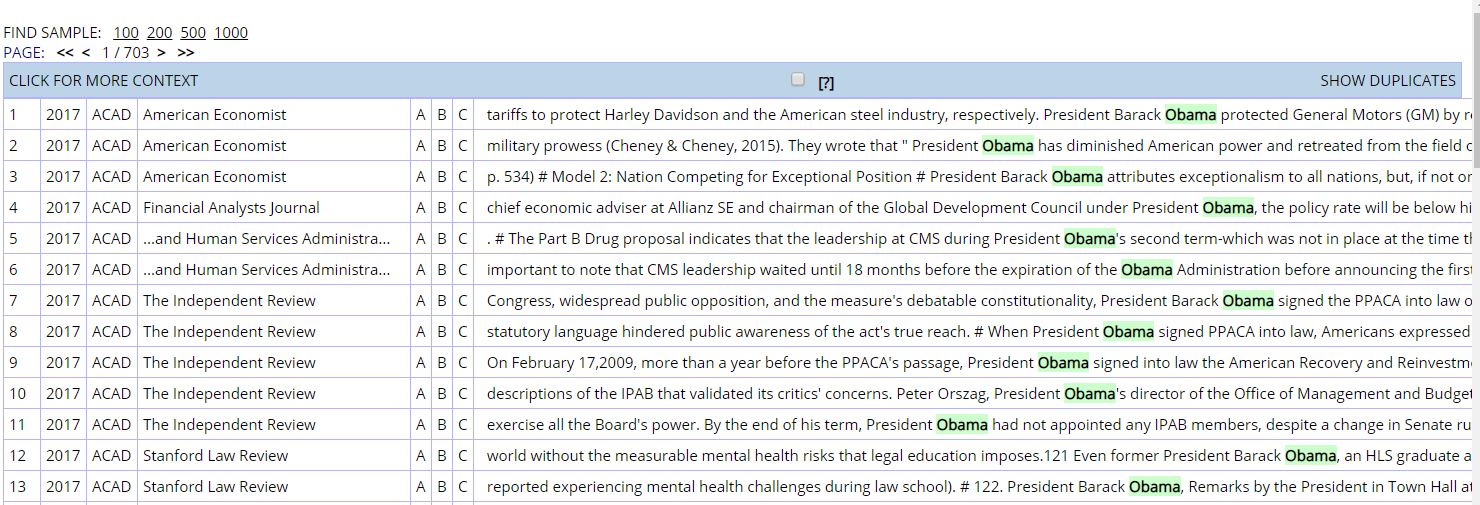 FIND SAMPLE: 100 200 500 1000
PAGE: << < 1 / 703 > >>
CLICK FOR MORE CONTEXT [?] SHOW DUPLICATES
1 2017 ACAD American Economist A B C tariffs to protect Harley Davidson and the American steel industry, respectively. President Barack Obama protected General Motors (GM) by
2 2017 ACAD American Economist A B C military prowess (Cheney & Cheney, 2015). They wrote that " President Obama has diminished American power and retreated from the field
3 2017 ACAD American Economist A B C p. 534) # Model 2: Nation Competing for Exceptional Position # President Barack Obama attributes exceptionalism to all nations, but, if not
4 2017 ACAD Financial Analysts Journal A B C chief economic adviser at Allianz SE and chairman of the Global Development Council under President Obama, the policy rate will be below
5 2017 ACAD ...and Human Services Administra... A B C . # The Part B Drug proposal indicates that the leadership at CMS during President Obama's second term-which was not in place at the time
6 2017 ACAD ...and Human Services Administra... A B C important to note that CMS leadership waited until 18 months before the expiration of the Obama Administration before announcing the
7 2017 ACAD The Independent Review A B C Congress, widespread public opposition, and the measure's debatable constitutionality, President Barack Obama signed the PPACA into law
8 2017 ACAD The Independent Review A B C statutory language hindered public awareness of the act's true reach. # When President Obama signed PPACA into law, Americans expressed
9 2017 ACAD The Independent Review A B C On February 17,2009, more than a year before the PPACA's passage, President Obama signed into law the American Recovery and
10 2017 ACAD The Independent Review A B C descriptions of the IPAB that validated its critics' concerns. Peter Orszag, President Obama's director of the Office of Management and
11 2017 ACAD The Independent Review A B C exercise all the Board's power. By the end of his term, President Obama had not appointed any IPAB members, despite a change in Senate
12 2017 ACAD Stanford Law Review A B C world without the measurable mental health risks that legal education imposes.121 Even former President Barack Obama, an HLS graduate
13 2017 ACAD Stanford Law Review A B C reported experiencing mental health challenges during law school). # 122. President Barack Obama, Remarks by the President in Town Hall